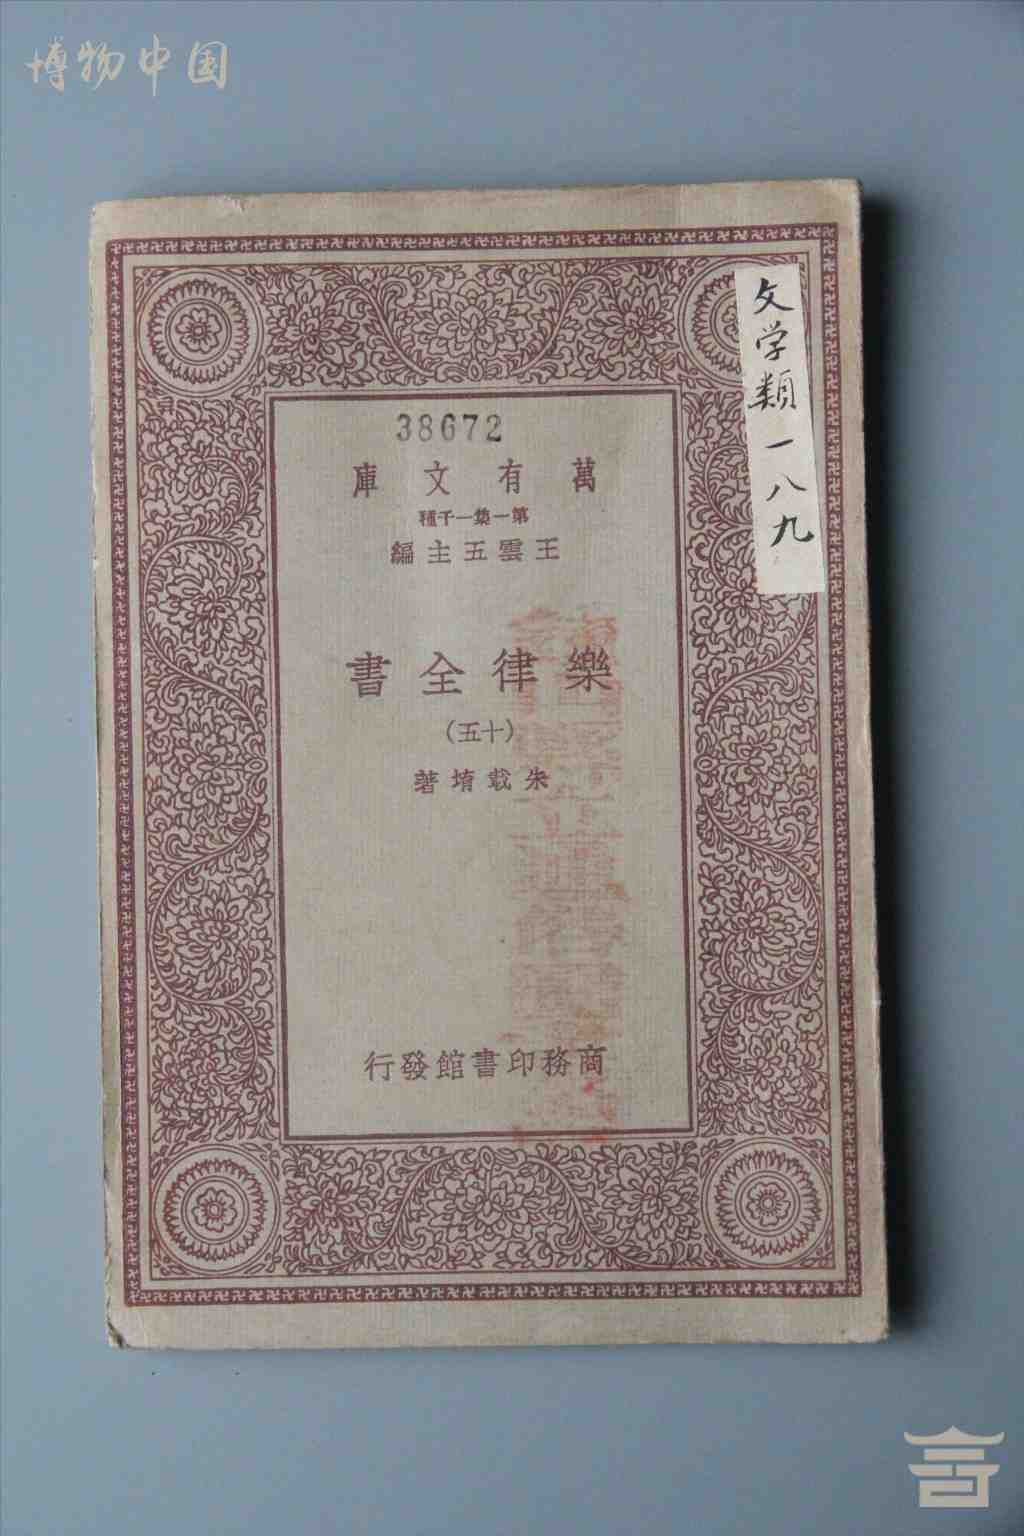 博物中国
文学類一八九
38672
萬有文庫
第一集一千種
王雲五主編
樂律全書
(十五)
朱載堉著
商務印書館發行